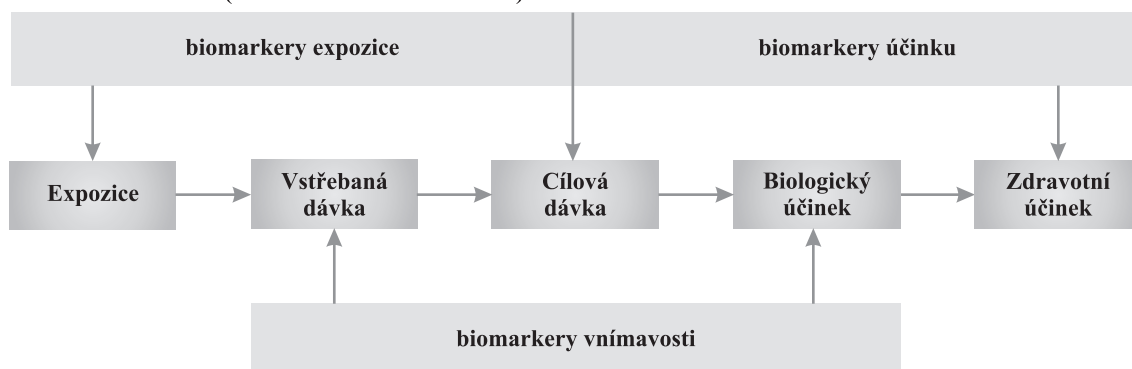 biomarkery expozice
biomarkery účinku
Expozice
Vstřebaná
dávka
Cílová
dávka
Biologický
účinek
Zdravotní
účinek
biomarkery vnímavosti